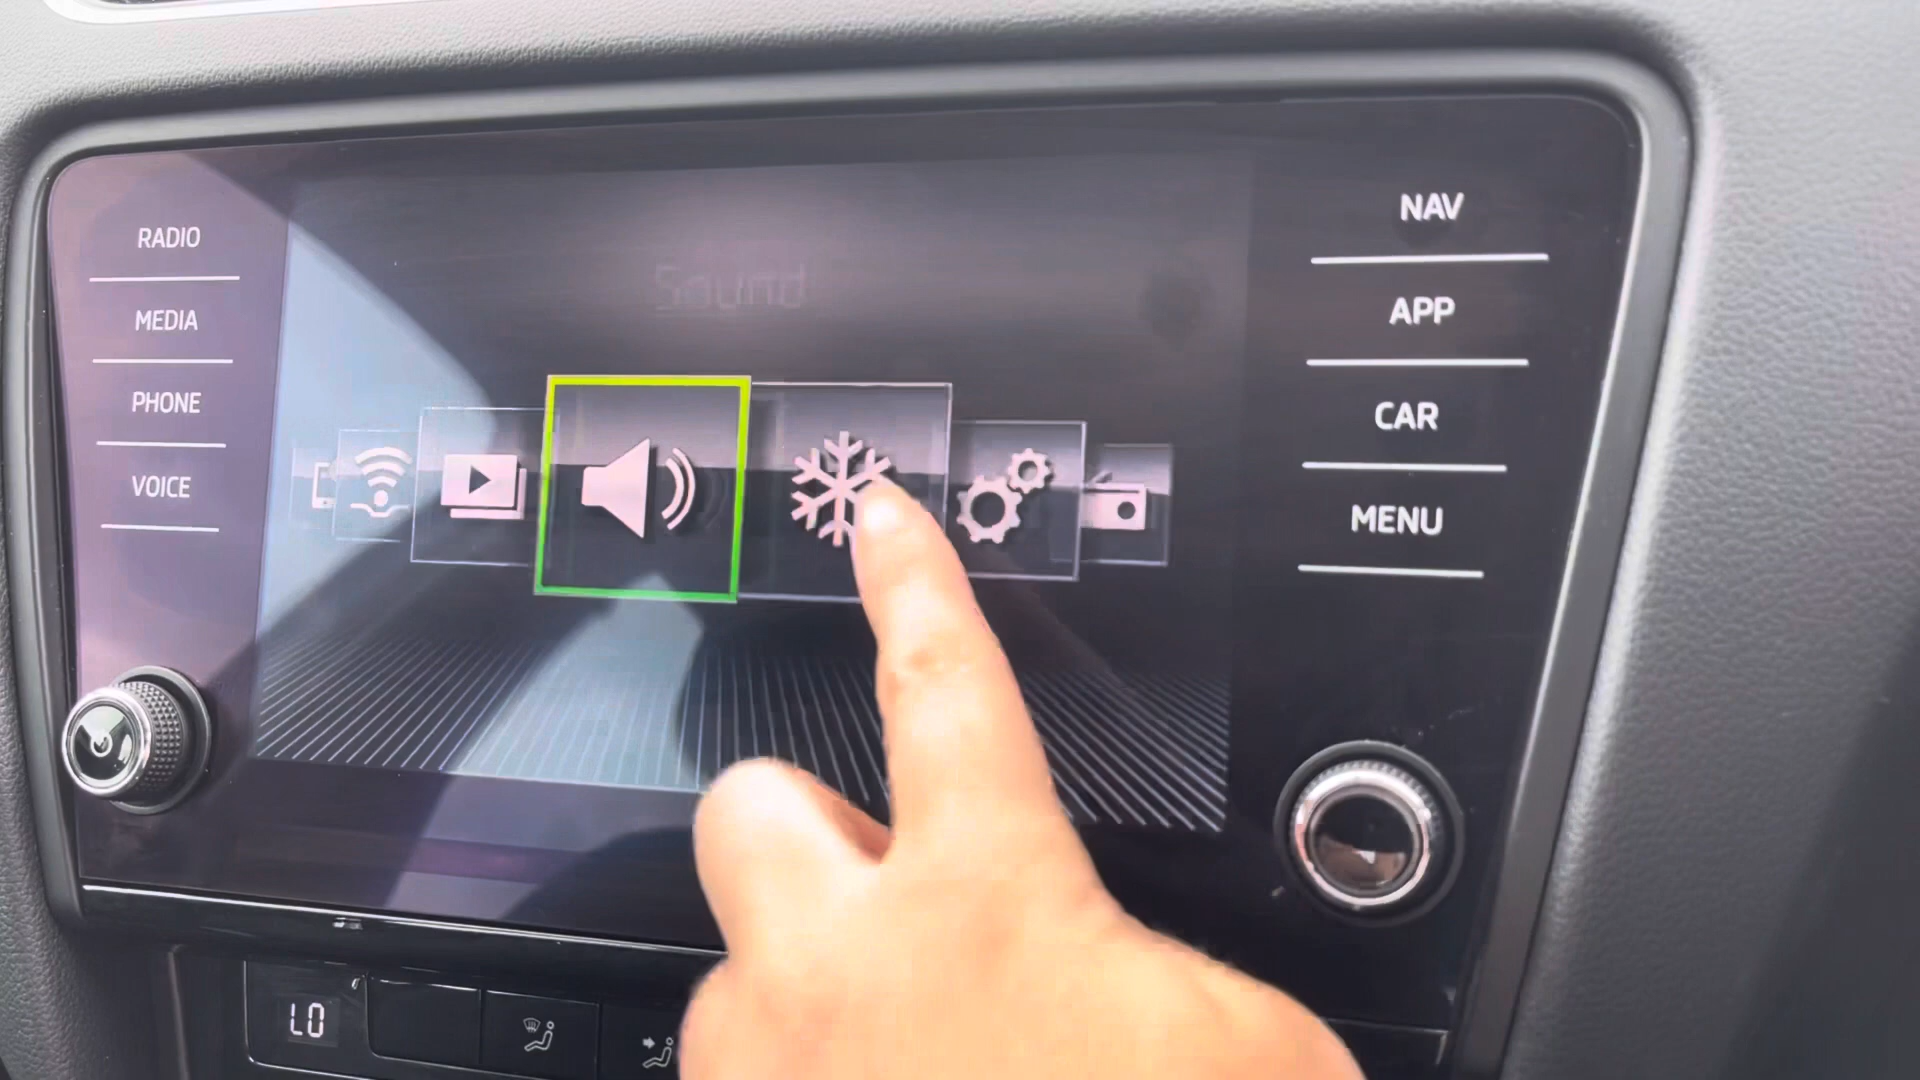 RADIO
MEDIA
PHONE
VOICE
Sound
NAV
APP
CAR
MENU
LO